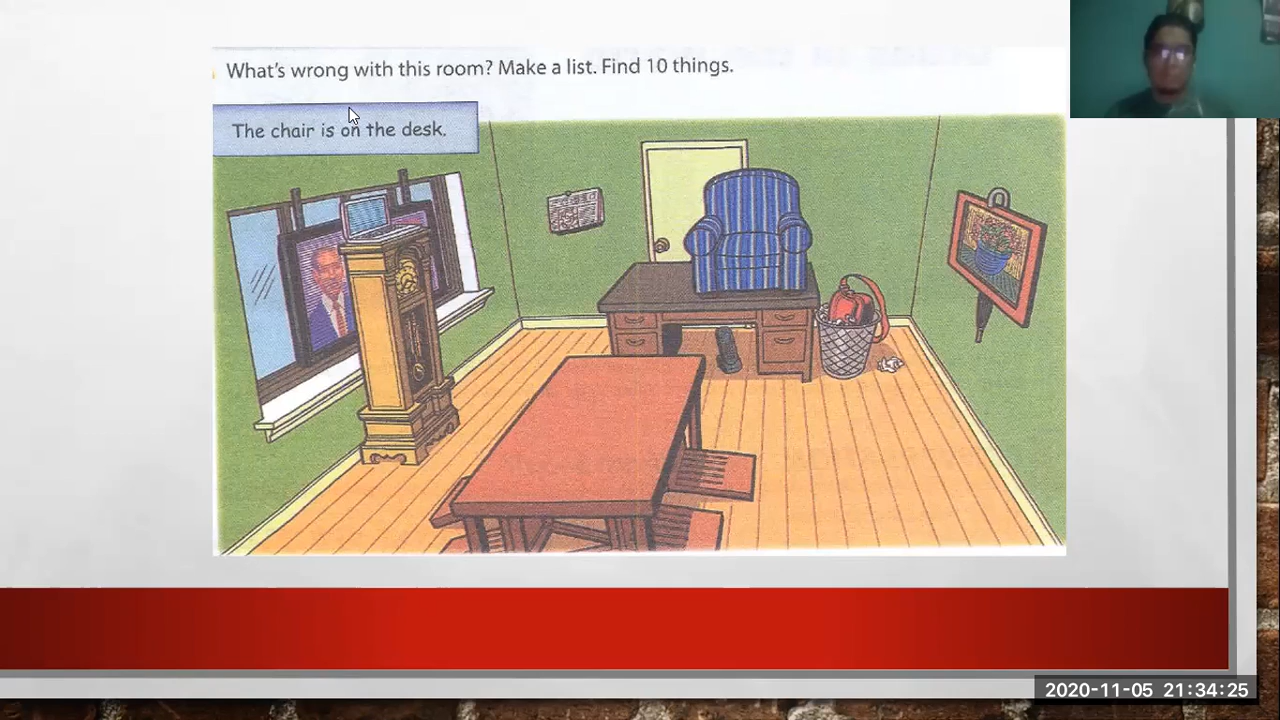 What's wrong with this room? Make a list. Find 10 things.
The chair is on the desk.
2020-11-05 21:34:25